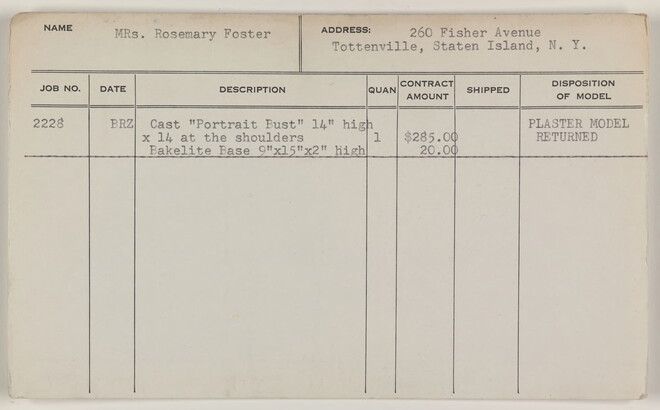 NAME MRs. Rosemary Foster ADDRESS: 260 Fisher Avenue
Tottenville, Staten Island, N. Y.
JOB NO. DATE DESCRIPTION QUAN CONTRACT AMOUNT SHIPPED DISPOSITION OF MODEL
2228 BRZ Cast "Portrait Bust" 14" high PLASTER MODEL
x 14 at the shoulders 1 $285.00 RETURNED
Bakelite Base 9"x15"x2" high 20.00